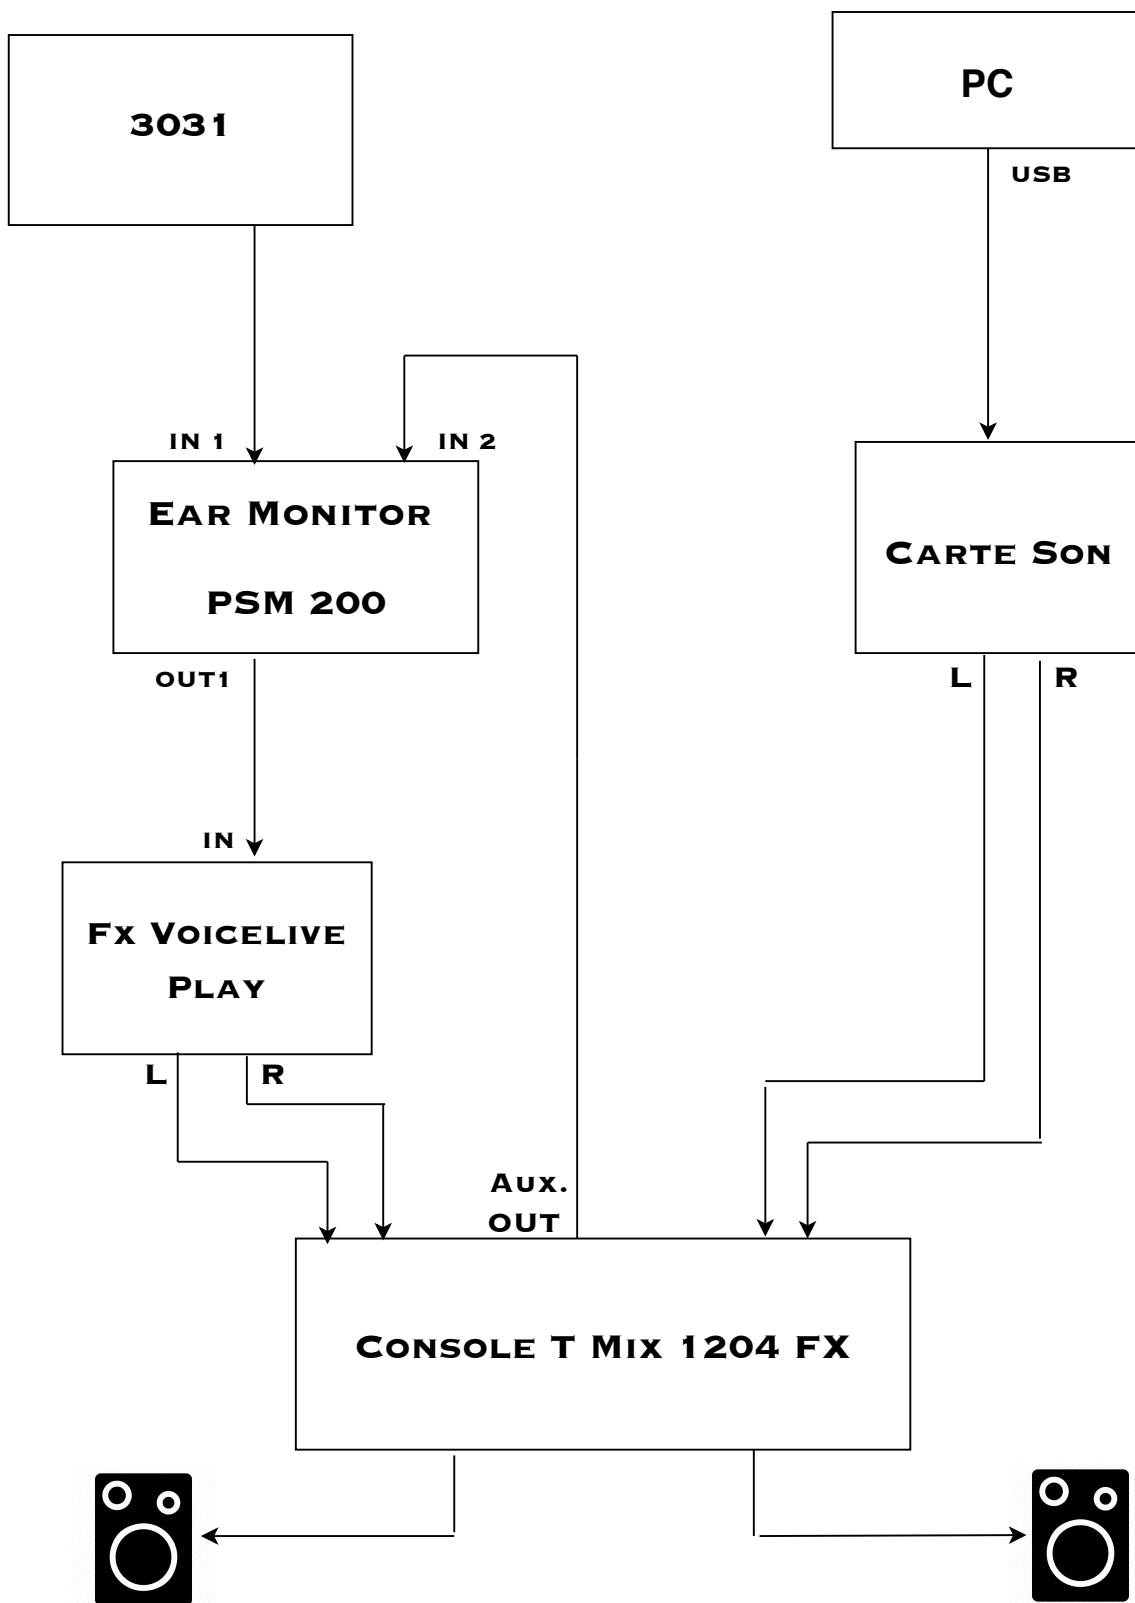 PC
3031
USB
IN 1
IN 2
EAR MONITOR
PSM 200
CARTE SON
OUT1
L
R
IN
FX VOICELIVE
PLAY
L
R
AUX.
OUT
CONSOLE T MIX 1204 FX